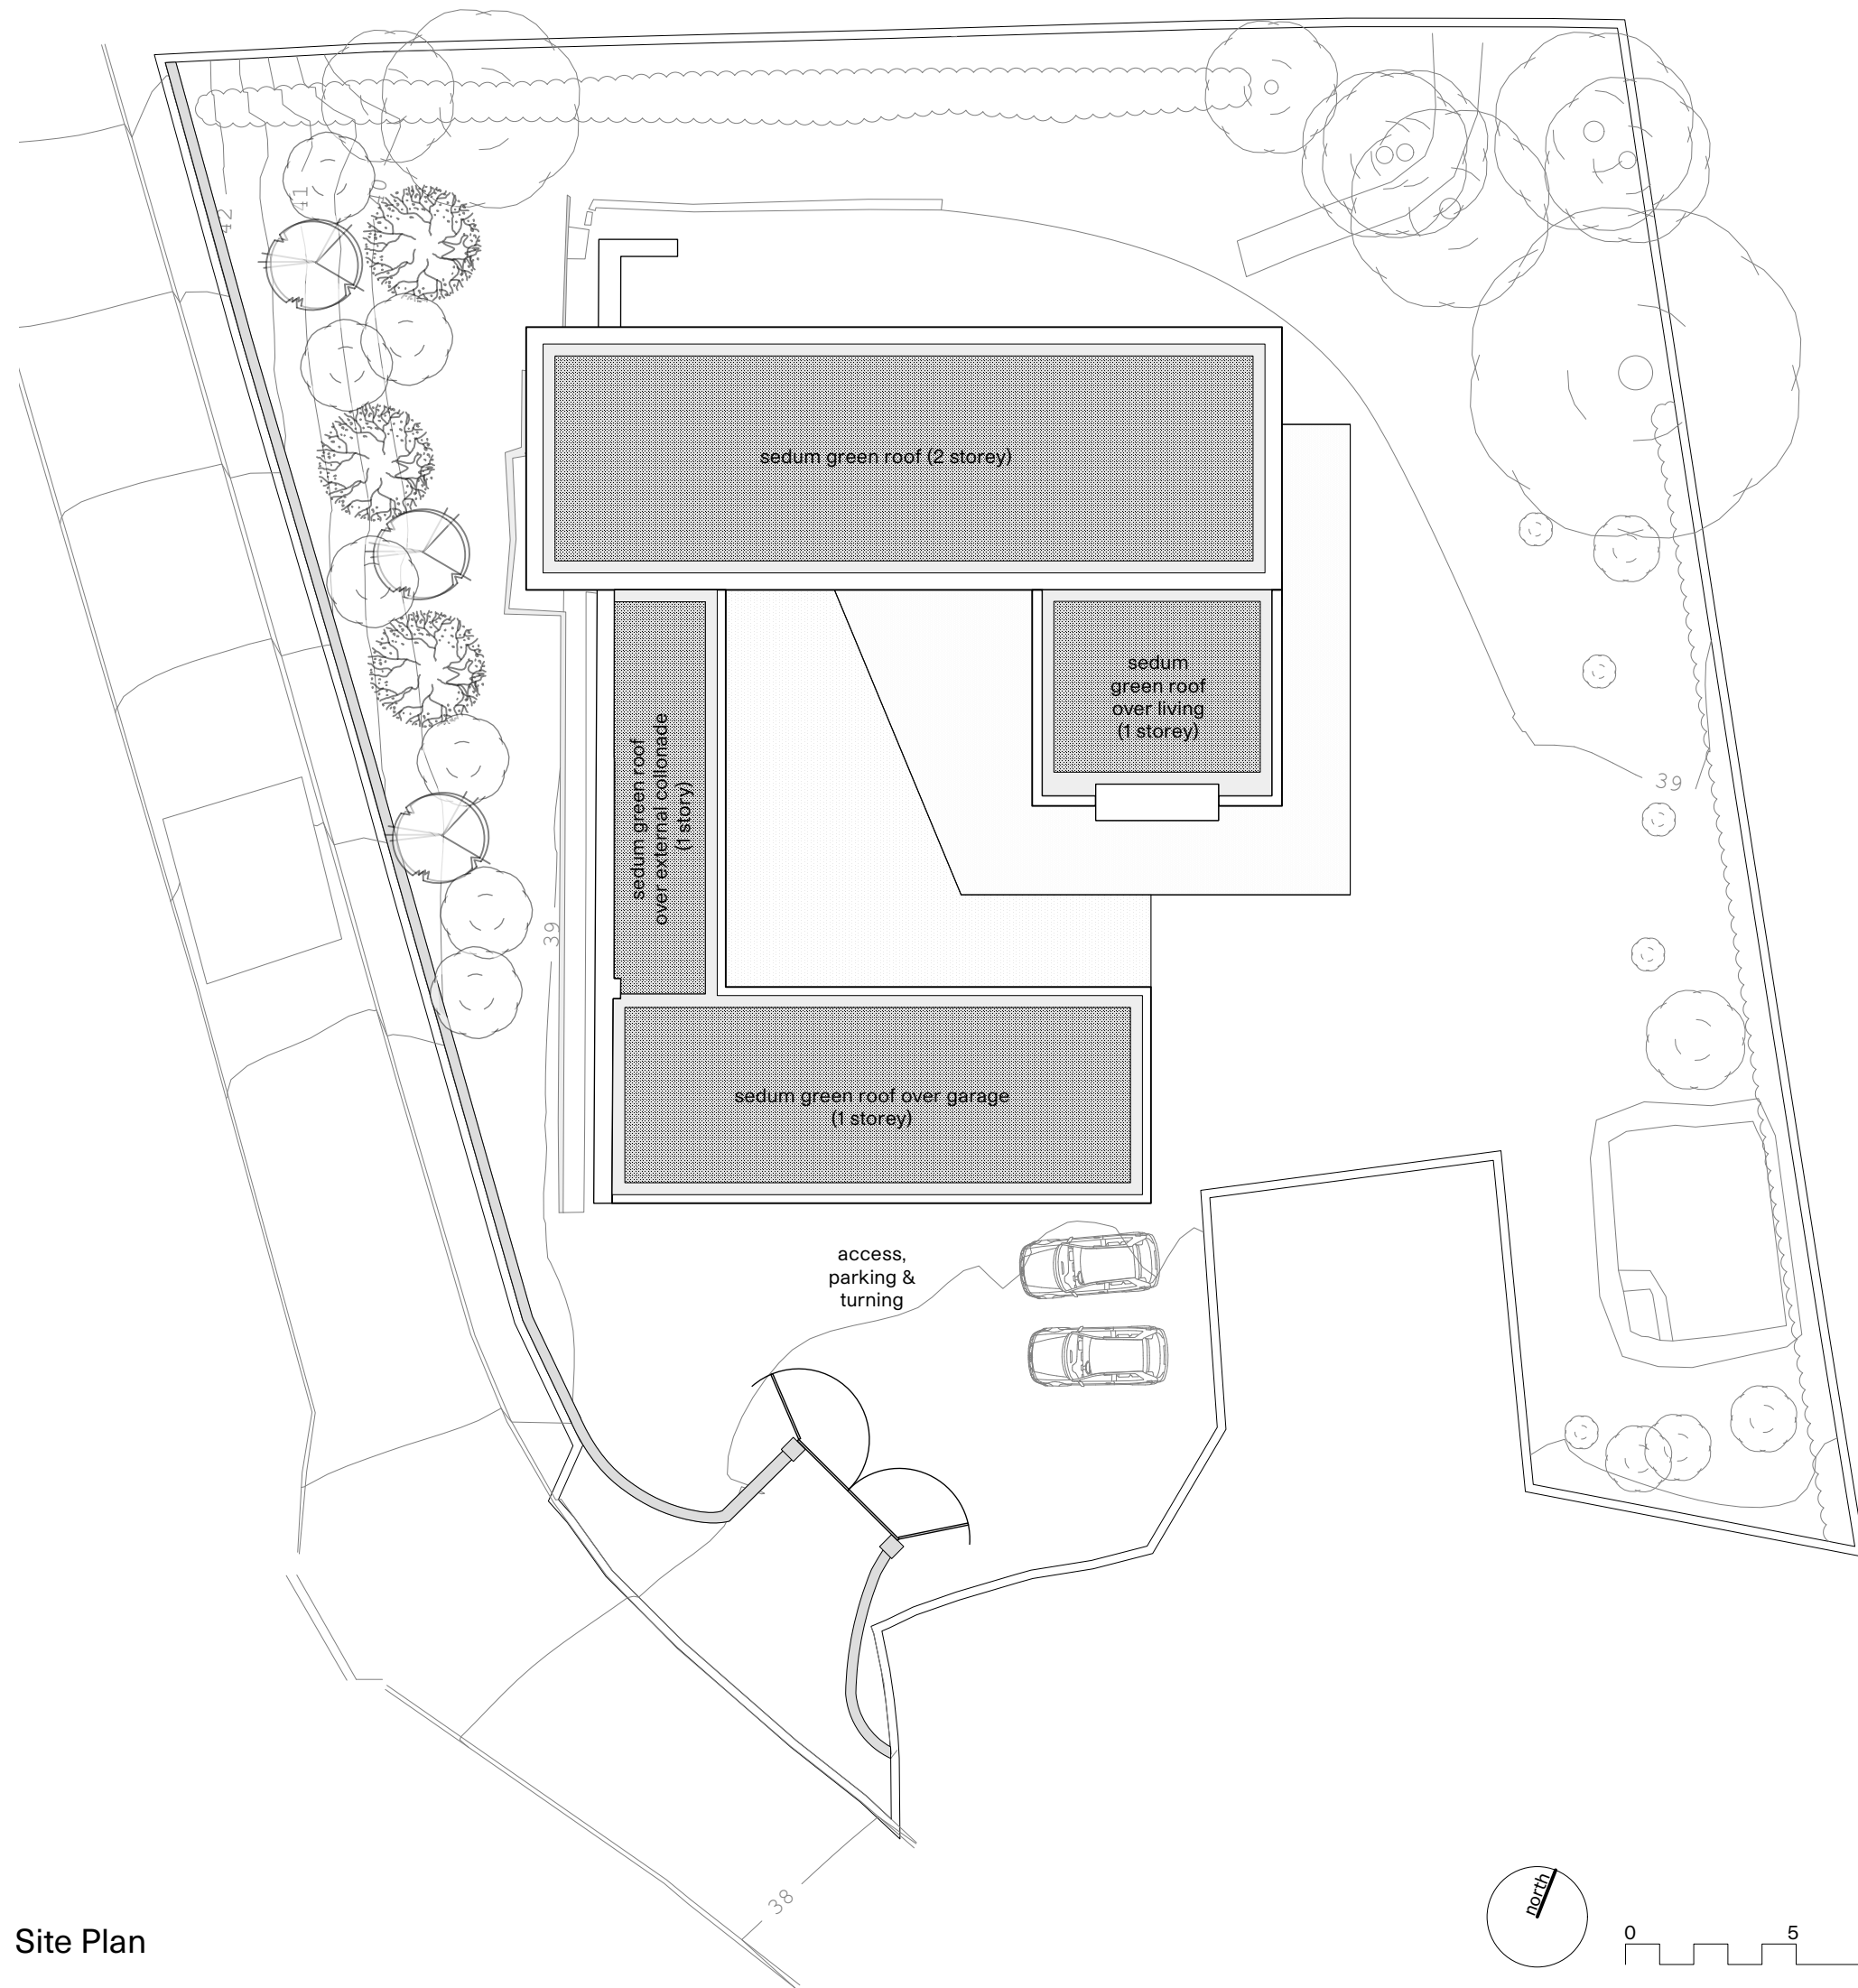 42
41
40
sedum green roof (2 storey)
sedum
green roof
over living
(1 storey)
sedum green roof
over external collonade
(1 story)
39
39
sedum green roof over garage
(1 storey)
access,
parking &
turning
38
north
0 5
Site Plan